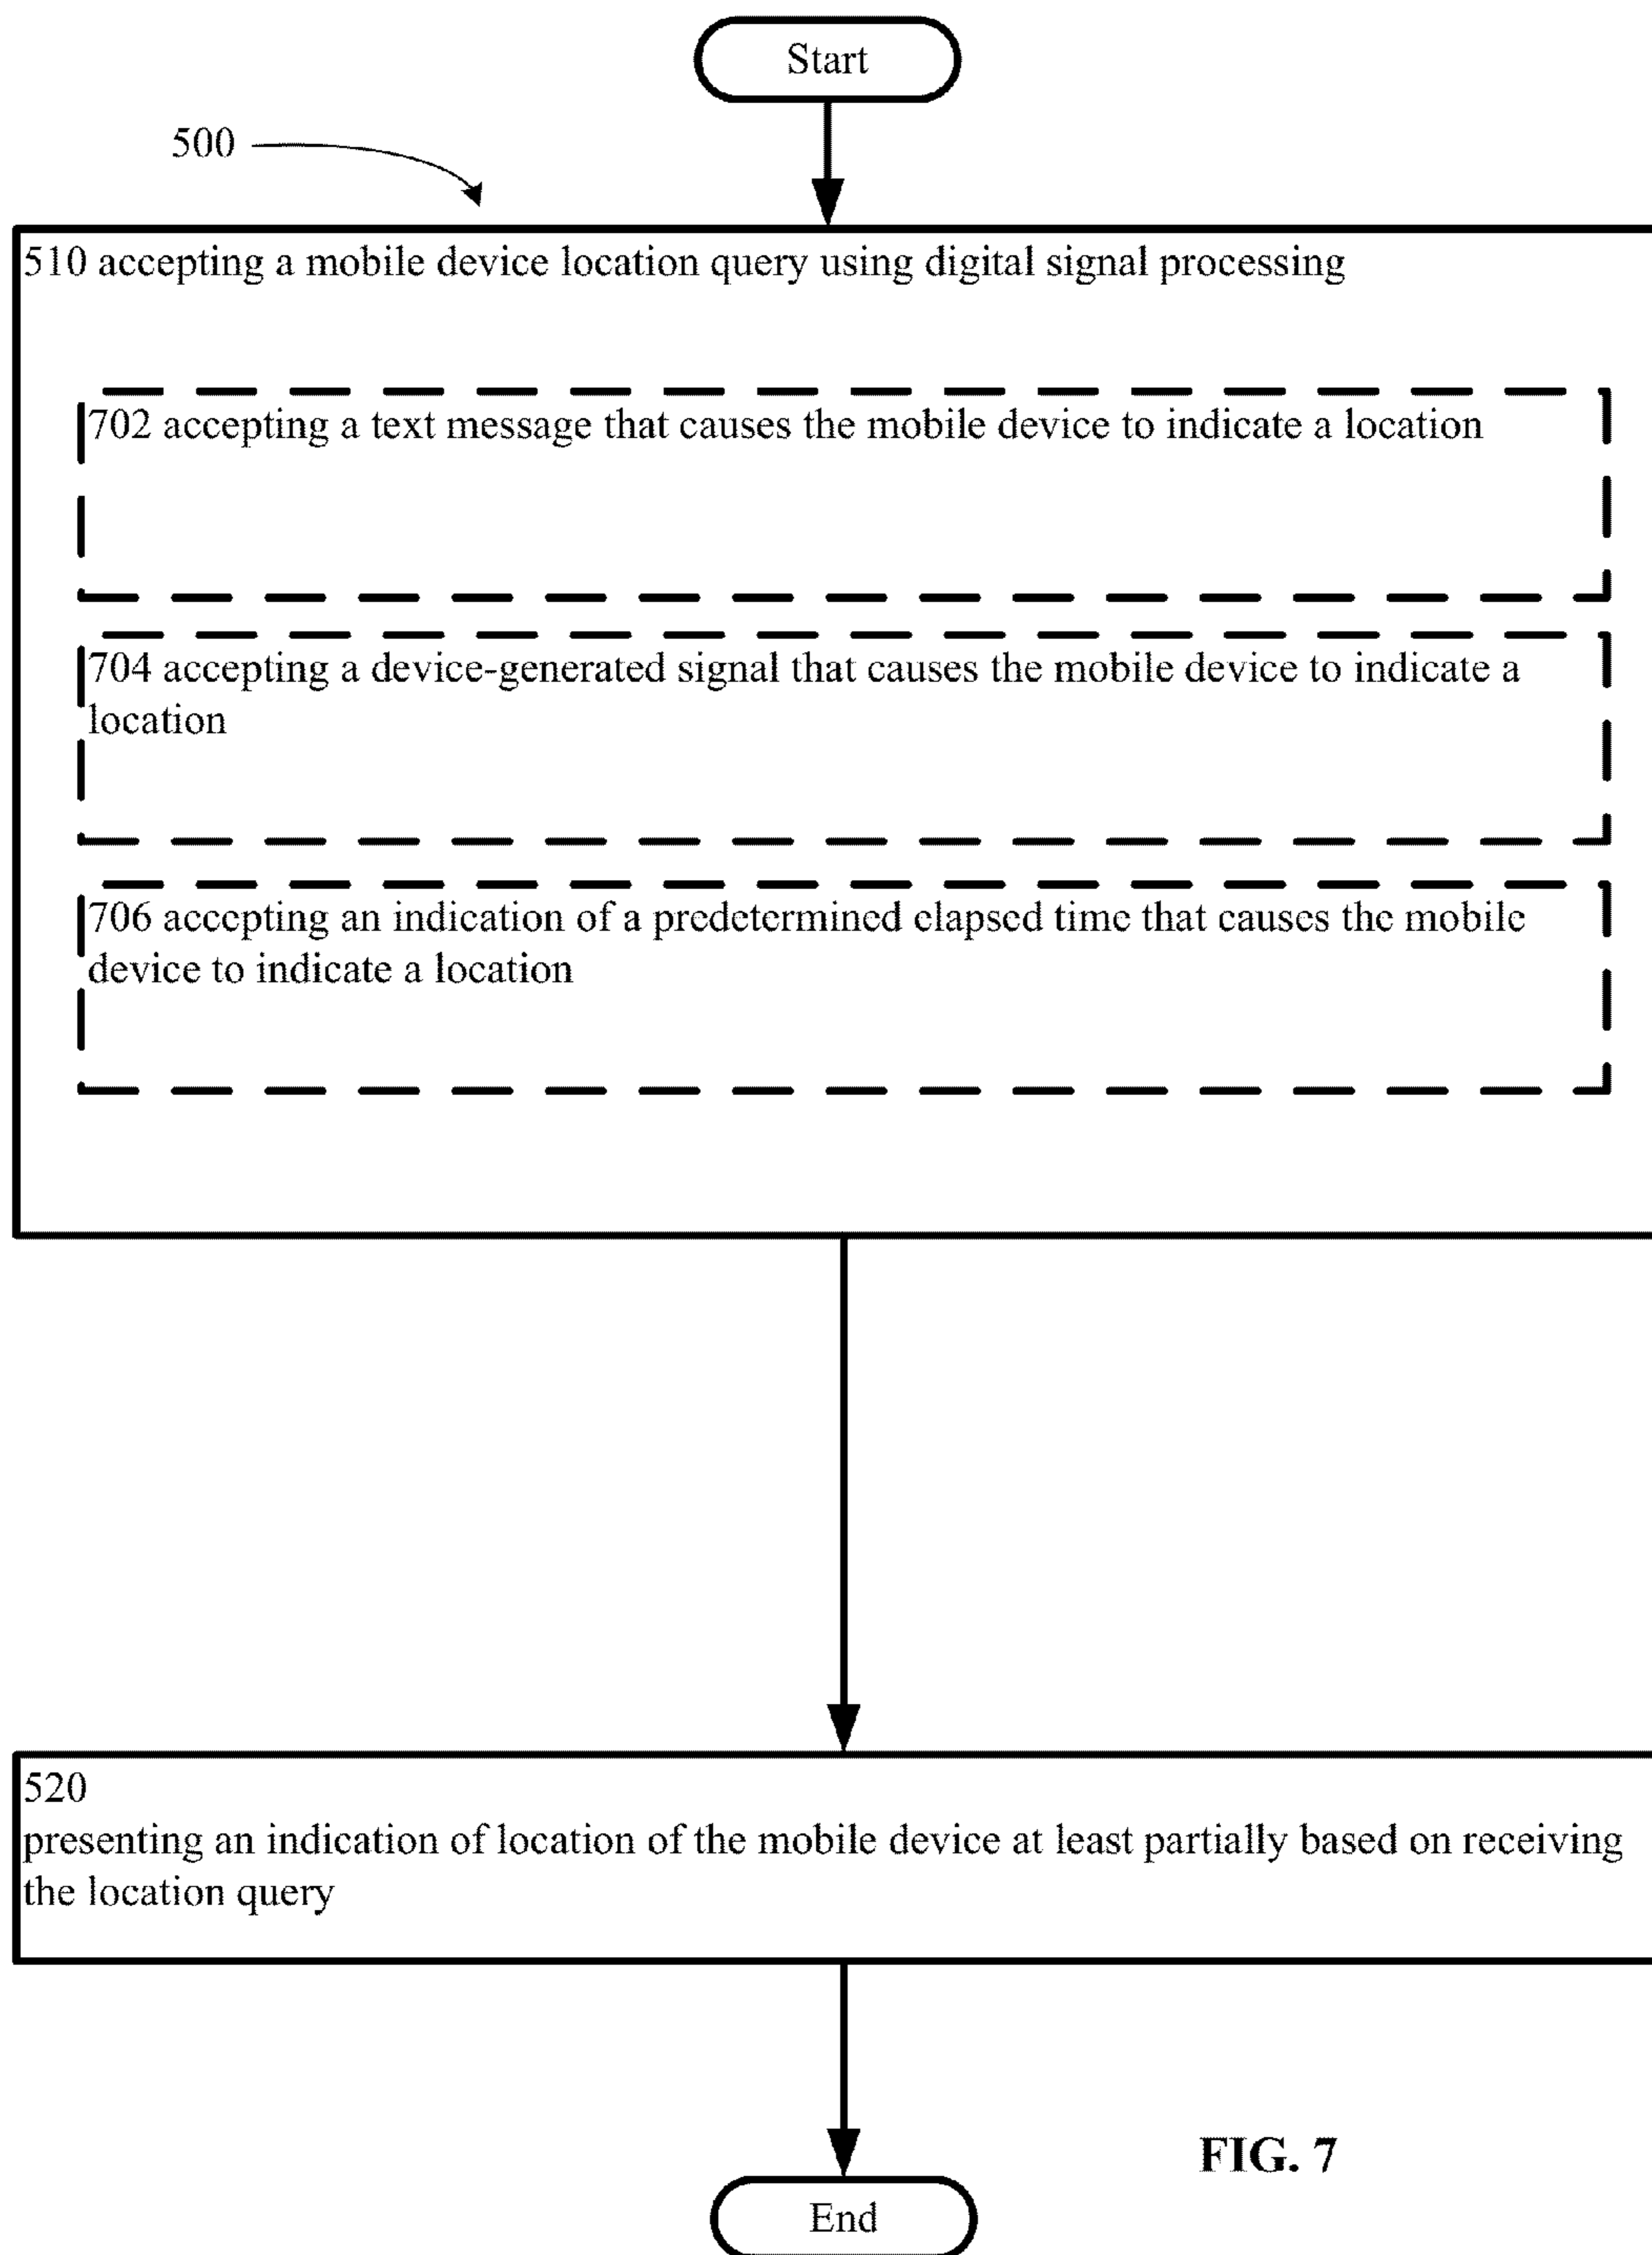 Start
500
510 accepting a mobile device location query using digital signal processing
702 accepting a text message that causes the mobile device to indicate a location
704 accepting a device-generated signal that causes the mobile device to indicate a
location
706 accepting an indication of a predetermined elapsed time that causes the mobile
device to indicate a location
520
presenting an indication of location of the mobile device at least partially based on receiving
the location query
FIG. 7
End